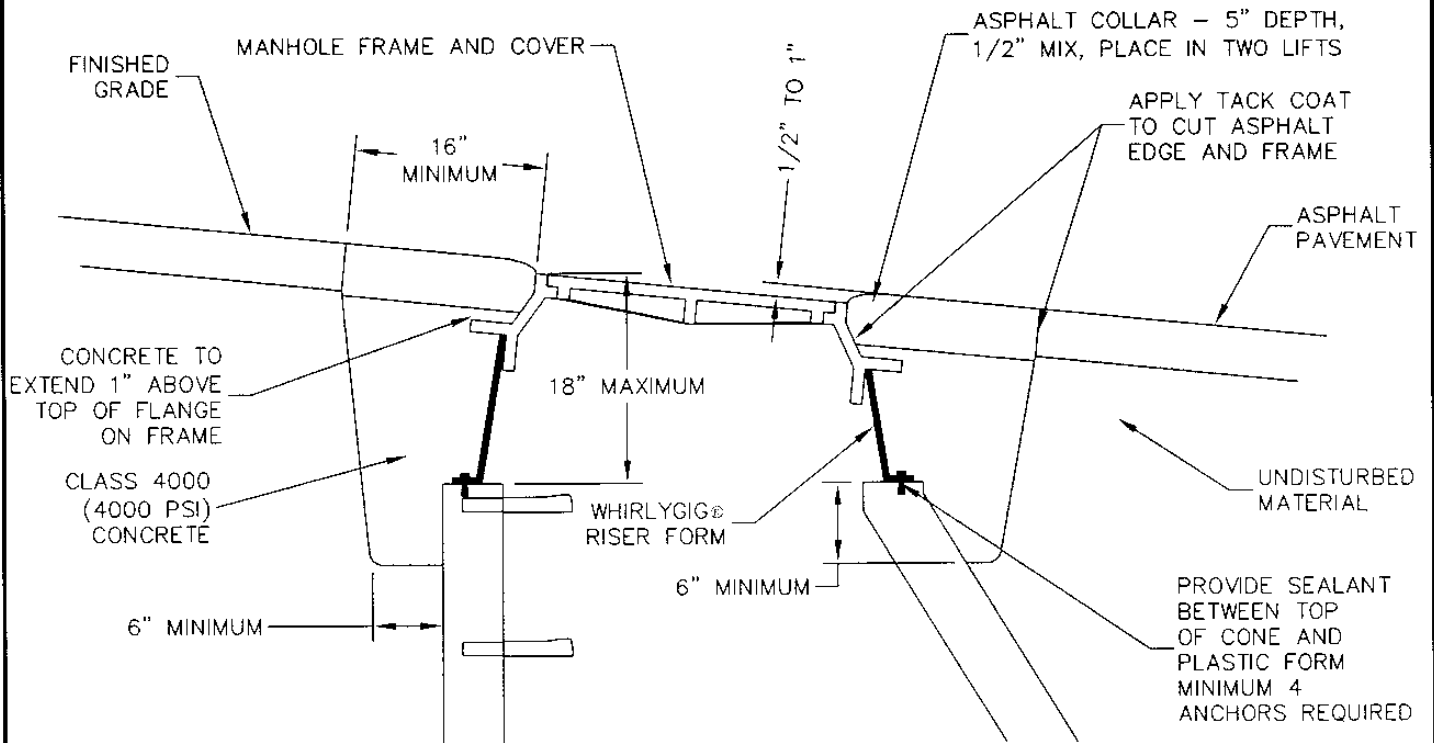 ASPHALT COLLAR – 5" DEPTH,
1/2" MIX, PLACE IN TWO LIFTS
MANHOLE FRAME AND COVER
FINISHED
GRADE
1/2" TO 1"
APPLY TACK COAT
TO CUT ASPHALT
EDGE AND FRAME
16"
MINIMUM
ASPHALT
PAVEMENT
CONCRETE TO
EXTEND 1" ABOVE
TOP OF FLANGE
ON FRAME
18" MAXIMUM
CLASS 4000
(4000 PSI)
CONCRETE
WHIRLYGIG®
RISER FORM
UNDISTURBED
MATERIAL
6" MINIMUM
6" MINIMUM
PROVIDE SEALANT
BETWEEN TOP
OF CONE AND
PLASTIC FORM
MINIMUM 4
ANCHORS REQUIRED